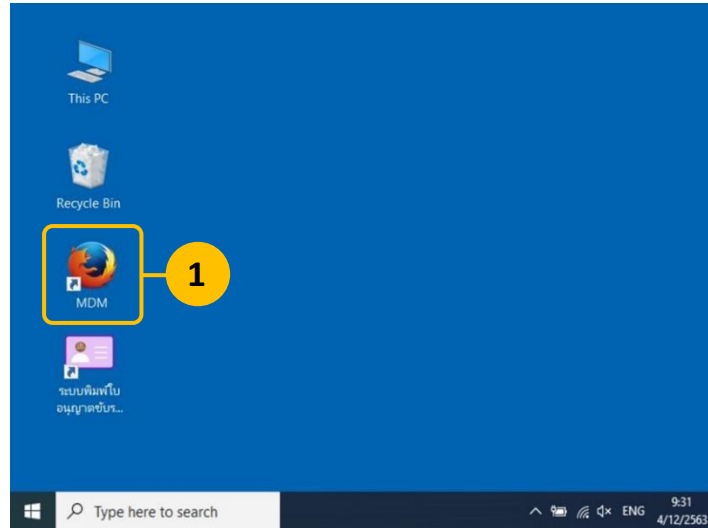 This PC
Recycle Bin
1
MDM
ระบบพิมพ์ใบ
อนุญาตขับร...
Type here to search
ENG
9:31
4/12/2563